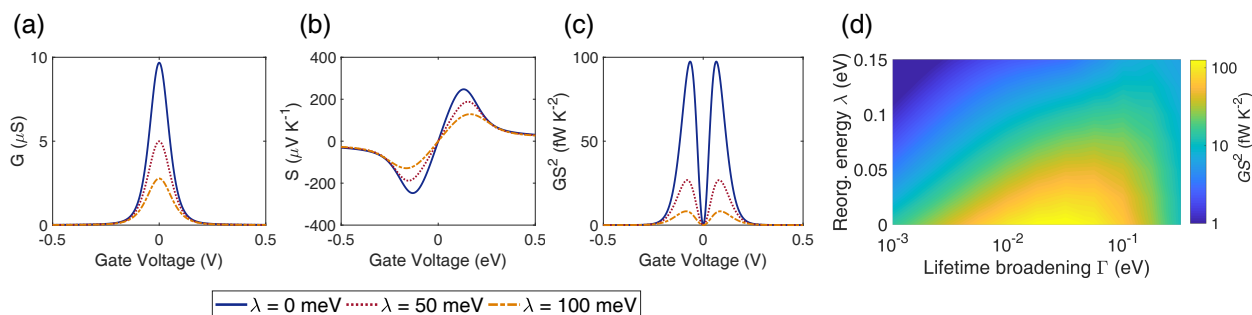 (a)
10
5
0
-0.5
0
0.5
G (μS)
Gate Voltage (V)
(b)
400
200
0
-200
-400
-0.5
0
0.5
S (μV K⁻¹)
Gate Voltage (eV)
(c)
100
50
0
-0.5
0
0.5
GS² (fW K⁻²)
Gate Voltage (V)
(d)
0.15
0.1
0.05
0
10⁻³
10⁻²
10⁻¹
Reorg. energy λ (eV)
Lifetime broadening Γ (eV)
100
10
1
GS² (fW K⁻²)
λ = 0 meV
λ = 50 meV
λ = 100 meV